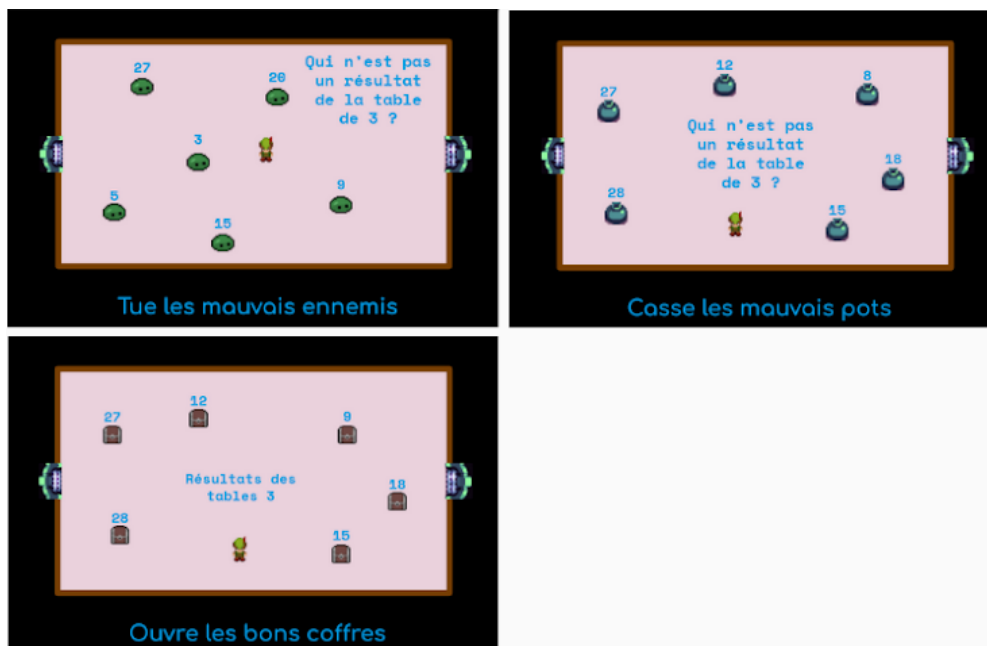 Qui n'est pas
un résultat
de la table
de 3 ?
27
20
3
9
5
15
Tue les mauvais ennemis
12
8
27
Qui n'est pas
un résultat
de la table
de 3 ?
18
28
15
Casse les mauvais pots
12
27
9
Résultats des
tables 3
18
28
15
Ouvre les bons coffres